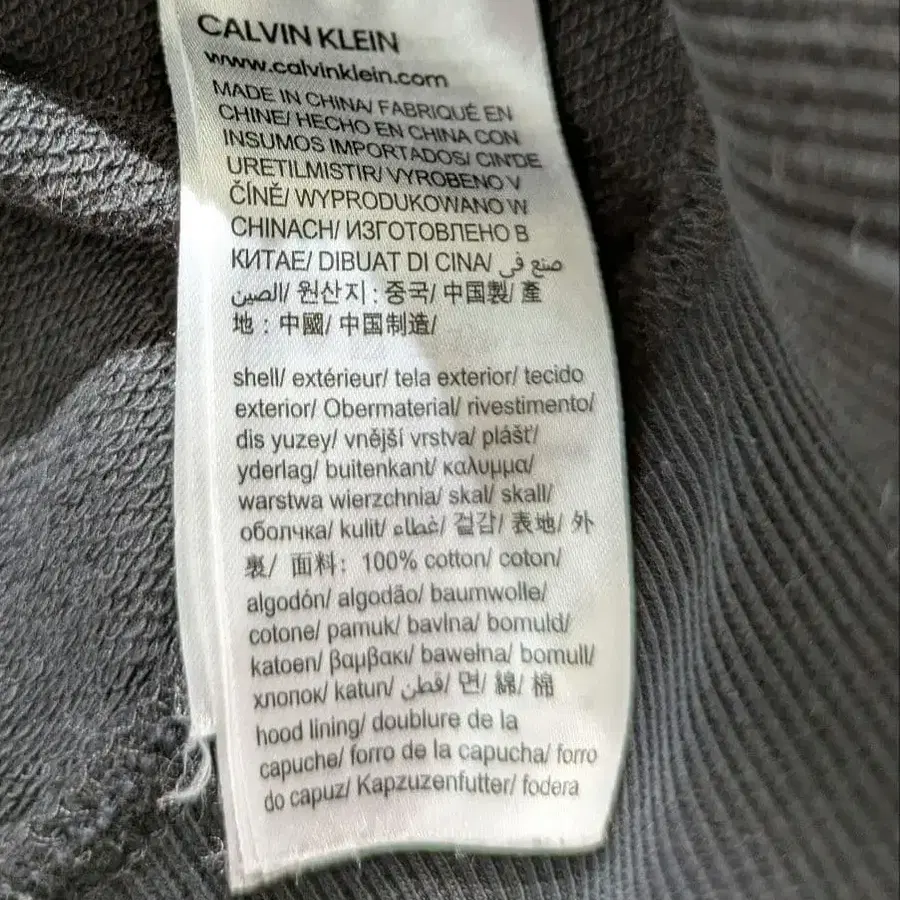 CALVIN KLEIN
www.calvinklein.com
MADE IN CHINA/ FABRIQUÉ EN
CHINE/ HECHO EN CHINA CON
INSUMOS IMPORTADOS/ CIN'DE
URETILMISTIR/ VYROBENO V
ČÍNĚ/ WYPRODUKOWANO W
CHINACH/ ИЗГОТОВЛЕНО В
КИТАЕ/ DIBUAT DI CINA/ صنع في
الصين/ 원산지 : 중국/ 中国製/ 產
地 : 中國/ 中国制造/
shell/ extérieur/ tela exterior/ tecido
exterior/ Obermaterial/ rivestimento/
dis yuzey/ vnější vrstva/ plášť/
yderlag/ buitenkant/ καλυμμα/
warstwa wierzchnia/ skal/ skall/
оболчка/ kulit/ غطاء/ 겉감/ 表地/ 外
裏/ 面料: 100% cotton/ coton/
algodón/ algodão/ baumwolle/
cotone/ pamuk/ bavlna/ bomuld/
katoen/ βαμβακι/ bawełna/ bomull/
хлопок/ katun/ قطن/ 면/ 綿/ 棉
hood lining/ doublure de la
capuche/ forro de la capucha/ forro
do capuz/ Kapzuzenfutter/ fodera